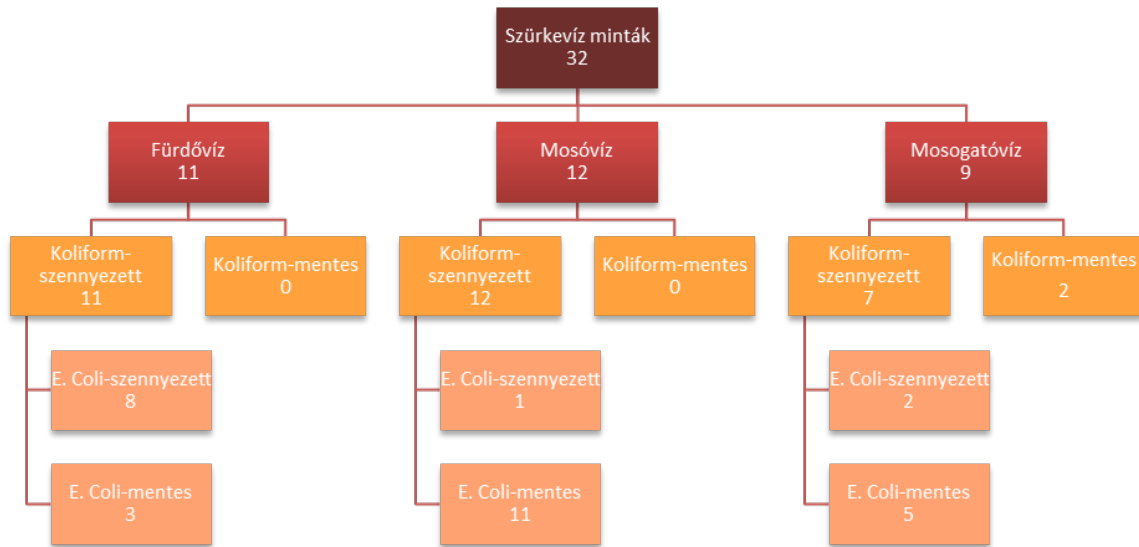 Szürkevíz minták
32
Fürdővíz
11
Mosóvíz
12
Mosogatóvíz
9
Koliform-
szennyezett
11
Koliform-mentes
0
Koliform-
szennyezett
12
Koliform-mentes
0
Koliform-
szennyezett
7
Koliform-mentes
2
E. Coli-szennyezett
8
E. Coli-szennyezett
1
E. Coli-szennyezett
2
E. Coli-mentes
3
E. Coli-mentes
11
E. Coli-mentes
5